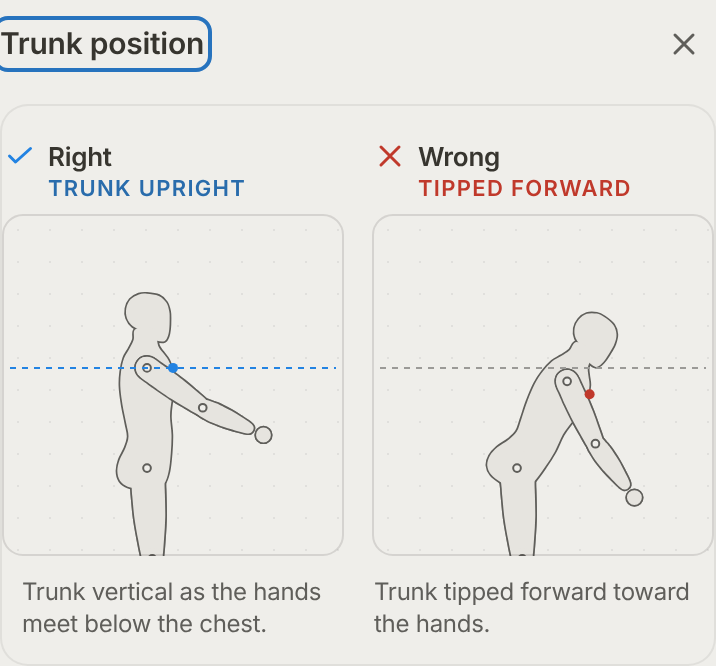 Trunk position
Right
TRUNK UPRIGHT
Wrong
TIPPED FORWARD
Trunk vertical as the hands
meet below the chest.
Trunk tipped forward toward
the hands.